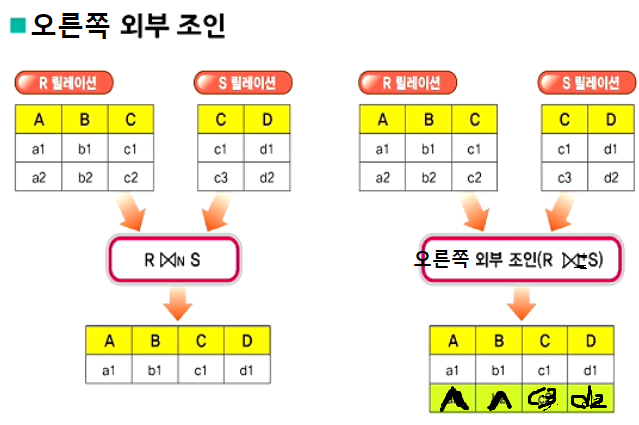 오른쪽 외부 조인
R 릴레이션 S 릴레이션 R 릴레이션 S 릴레이션
A B C C D A B C C D
a1 b1 c1 c1 d1 a1 b1 c1 c1 d1
a2 b2 c2 c3 d2 a2 b2 c2 c3 d2
R ⋈N S 오른쪽 외부 조인(R ⋈ S)
A B C D A B C D
a1 b1 c1 d1 a1 b1 c1 d1
∧ ∧ c3 d2